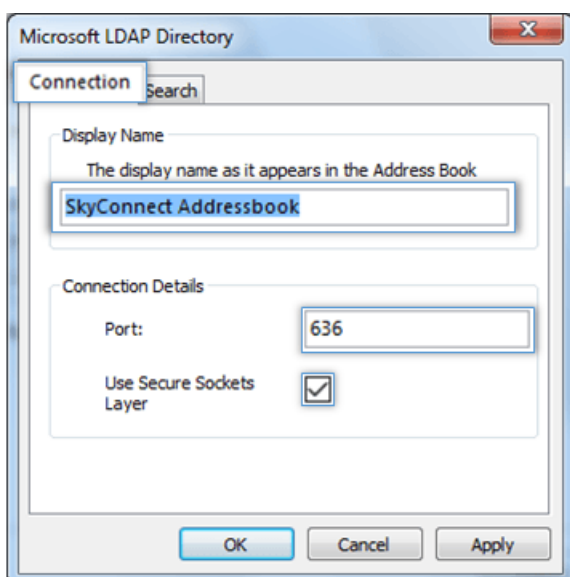 Microsoft LDAP Directory
Connection
Search
Display Name
The display name as it appears in the Address Book
SkyConnect Addressbook
Connection Details
Port:
636
Use Secure Sockets
Layer
OK
Cancel
Apply